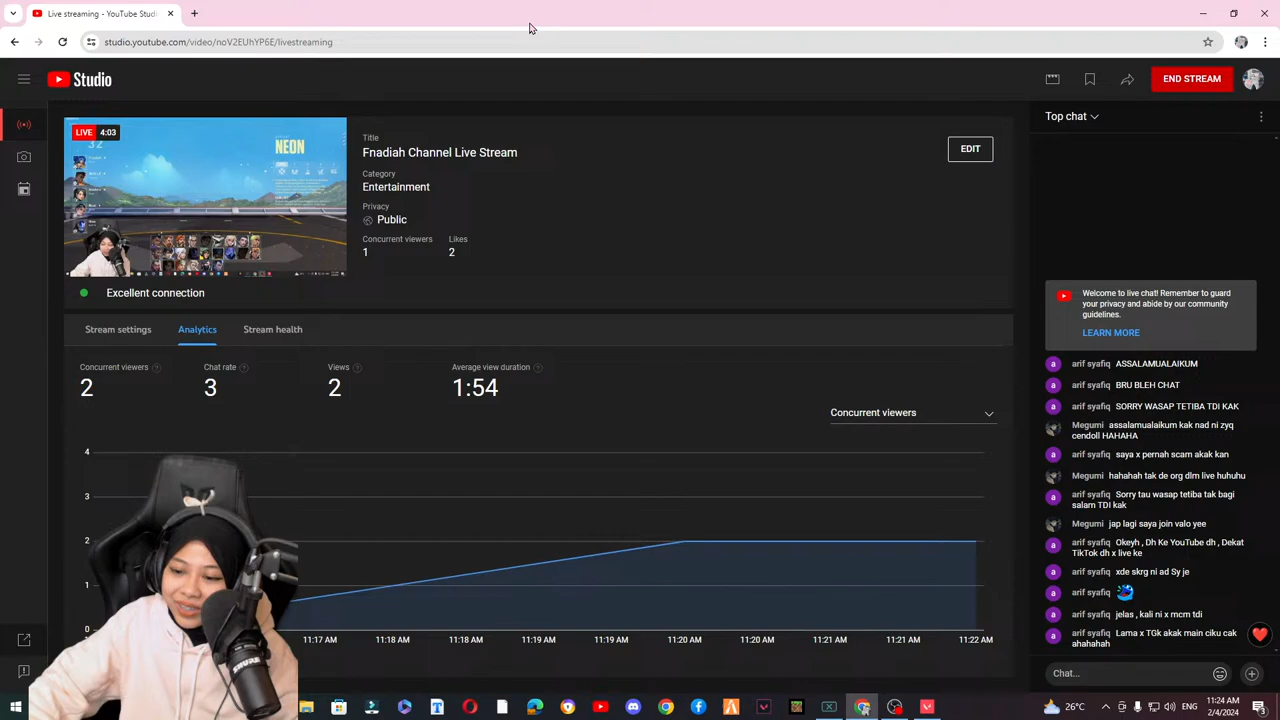 Live streaming - YouTube Studi
studio.youtube.com/video/noV2EUhYP6E/livestreaming
Studio
END STREAM
LIVE 4:03
NEON
Title
Fnadiah Channel Live Stream
EDIT
Category
Entertainment
Privacy
Public
Concurrent viewers
Likes
1
2
Excellent connection
Stream settings
Analytics
Stream health
Concurrent viewers
Chat rate
Views
Average view duration
2
3
2
1:54
Concurrent viewers
4
3
2
1
0
11:17 AM
11:18 AM
11:18 AM
11:19 AM
11:19 AM
11:20 AM
11:20 AM
11:21 AM
11:21 AM
11:22 AM
SHURE
Top chat
Welcome to live chat! Remember to guard
your privacy and abide by our community
guidelines.
LEARN MORE
a arif syafiq ASSALAMUALAIKUM
a arif syafiq BRU BLEH CHAT
a arif syafiq SORRY WASAP TETIBA TDI KAK
Megumi assalamualaikum kak nad ni zyq
cendoll HAHAHA
a arif syafiq saya x pernah scam akak kan
Megumi hahahah tak de org dlm live huhuhu
a arif syafiq Sorry tau wasap tetiba tak bagi
salam TDI kak
Megumi jap lagi saya join valo yee
a arif syafiq Okeyh , Dh Ke YouTube dh , Dekat
TikTok dh x live ke
a arif syafiq xde skrg ni ad Sy je
a arif syafiq
a arif syafiq jelas , kali ni x mcm tdi
a arif syafiq Lama x TGk akak main ciku cak
ahahahah
Chat...
26°C
11:24 AM
2/4/2024